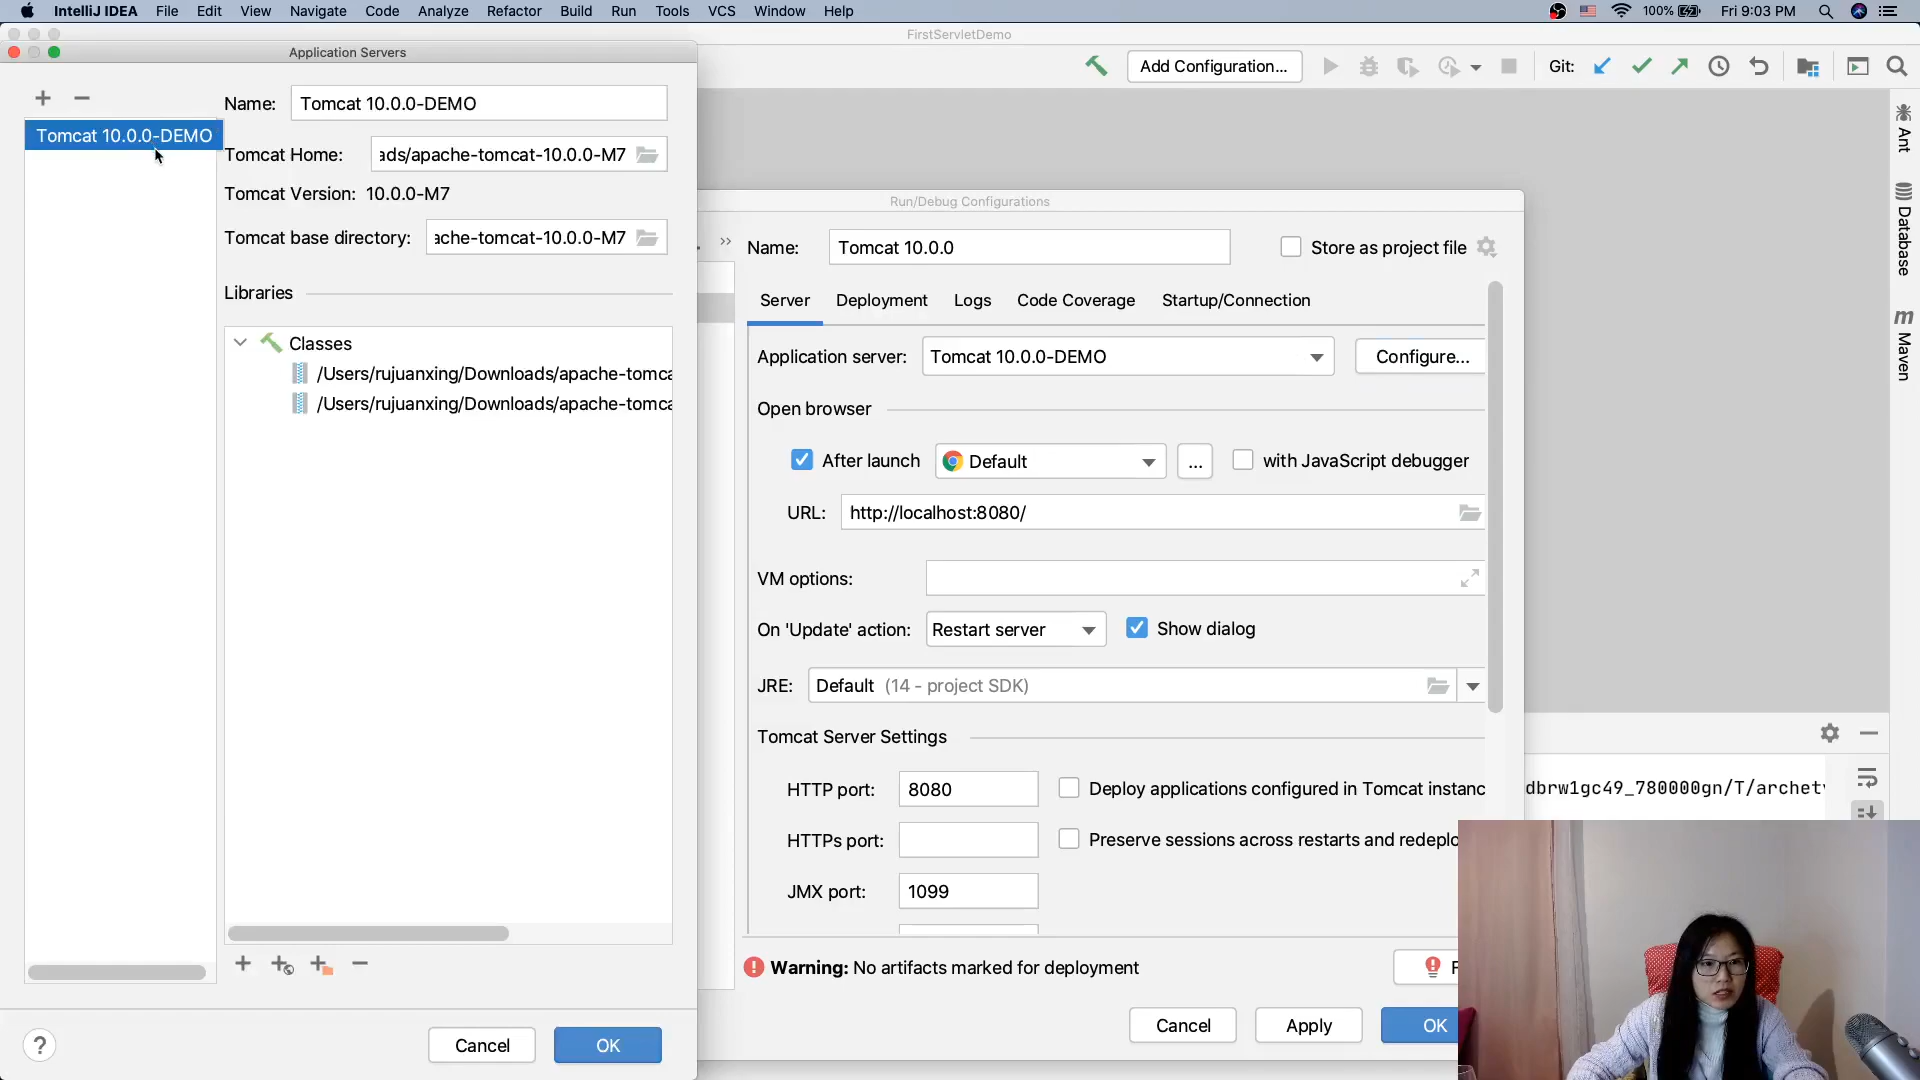 IntelliJ IDEA File Edit View Navigate Code Analyze Refactor Build Run Tools VCS Window Help 100% Fri 9:03 PM
FirstServletDemo
Application Servers
Add Configuration... Git:
Name: Tomcat 10.0.0-DEMO
Tomcat 10.0.0-DEMO
Tomcat Home: ads/apache-tomcat-10.0.0-M7
Tomcat Version: 10.0.0-M7
Tomcat base directory: ache-tomcat-10.0.0-M7
Libraries
Classes
/Users/rujuanxing/Downloads/apache-tomca
/Users/rujuanxing/Downloads/apache-tomca
Cancel OK
?
Run/Debug Configurations
Name: Tomcat 10.0.0 Store as project file
Server Deployment Logs Code Coverage Startup/Connection
Application server: Tomcat 10.0.0-DEMO Configure...
Open browser
After launch Default ... with JavaScript debugger
URL: http://localhost:8080/
VM options:
On 'Update' action: Restart server Show dialog
JRE: Default (14 - project SDK)
Tomcat Server Settings
HTTP port: 8080 Deploy applications configured in Tomcat instanc
HTTPs port: Preserve sessions across restarts and redeplo
JMX port: 1099
Warning: No artifacts marked for deployment F
Cancel Apply OK
Ant
Database
m Maven
dbrw1gc49_780000gn/T/archet